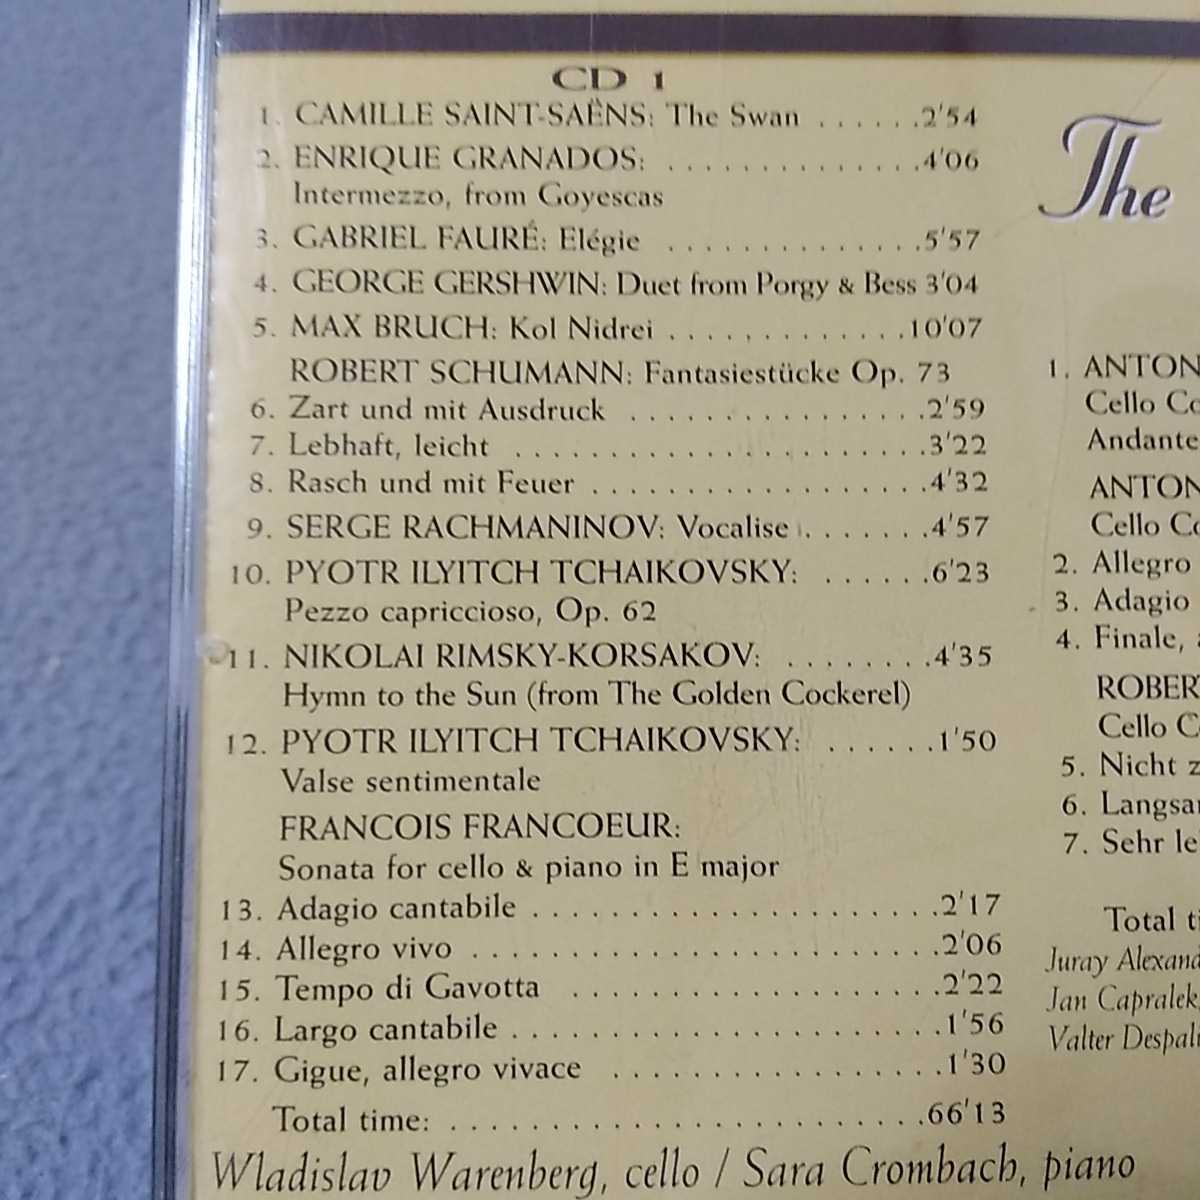 CD 1
1. CAMILLE SAINT-SAËNS: The Swan ......2'54
2. ENRIQUE GRANADOS: ..............4'06
Intermezzo, from Goyescas
3. GABRIEL FAURÉ: Elégie ..............5'57
4. GEORGE GERSHWIN: Duet from Porgy & Bess 3'04
5. MAX BRUCH: Kol Nidrei .............10'07
ROBERT SCHUMANN: Fantasiestücke Op. 73
6. Zart und mit Ausdruck ................2'59
7. Lebhaft, leicht ......................3'22
8. Rasch und mit Feuer ..................4'32
9. SERGE RACHMANINOV: Vocalise .......4'57
10. PYOTR ILYITCH TCHAIKOVSKY: ......6'23
Pezzo capriccioso, Op. 62
11. NIKOLAI RIMSKY-KORSAKOV: ........4'35
Hymn to the Sun (from The Golden Cockerel)
12. PYOTR ILYITCH TCHAIKOVSKY: ......1'50
Valse sentimentale
FRANCOIS FRANCOEUR:
Sonata for cello & piano in E major
13. Adagio cantabile ......................2'17
14. Allegro vivo ..........................2'06
15. Tempo di Gavotta ....................2'22
16. Largo cantabile ........................1'56
17. Gigue, allegro vivace ..................1'30
Total time: ..........................66'13
Wladislav Warenberg, cello / Sara Crombach, piano
The
1. ANTON
Cello Co
Andante
ANTON
Cello Co
2. Allegro
3. Adagio
4. Finale,
ROBERT
Cello C
5. Nicht z
6. Langsa
7. Sehr le
Total ti
Juray Alexand
Jan Capralek,
Valter Despali